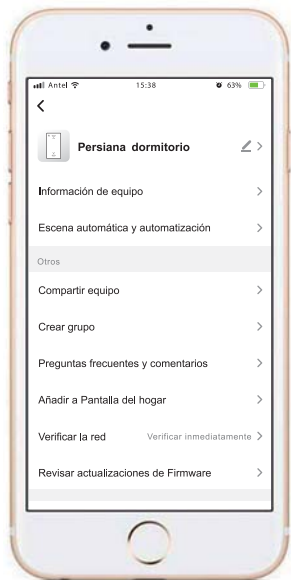 Antel 15:38 63%
Persiana dormitorio
Información de equipo
Escena automática y automatización
Otros
Compartir equipo
Crear grupo
Preguntas frecuentes y comentarios
Añadir a Pantalla del hogar
Verificar la red Verificar inmediatamente
Revisar actualizaciones de Firmware